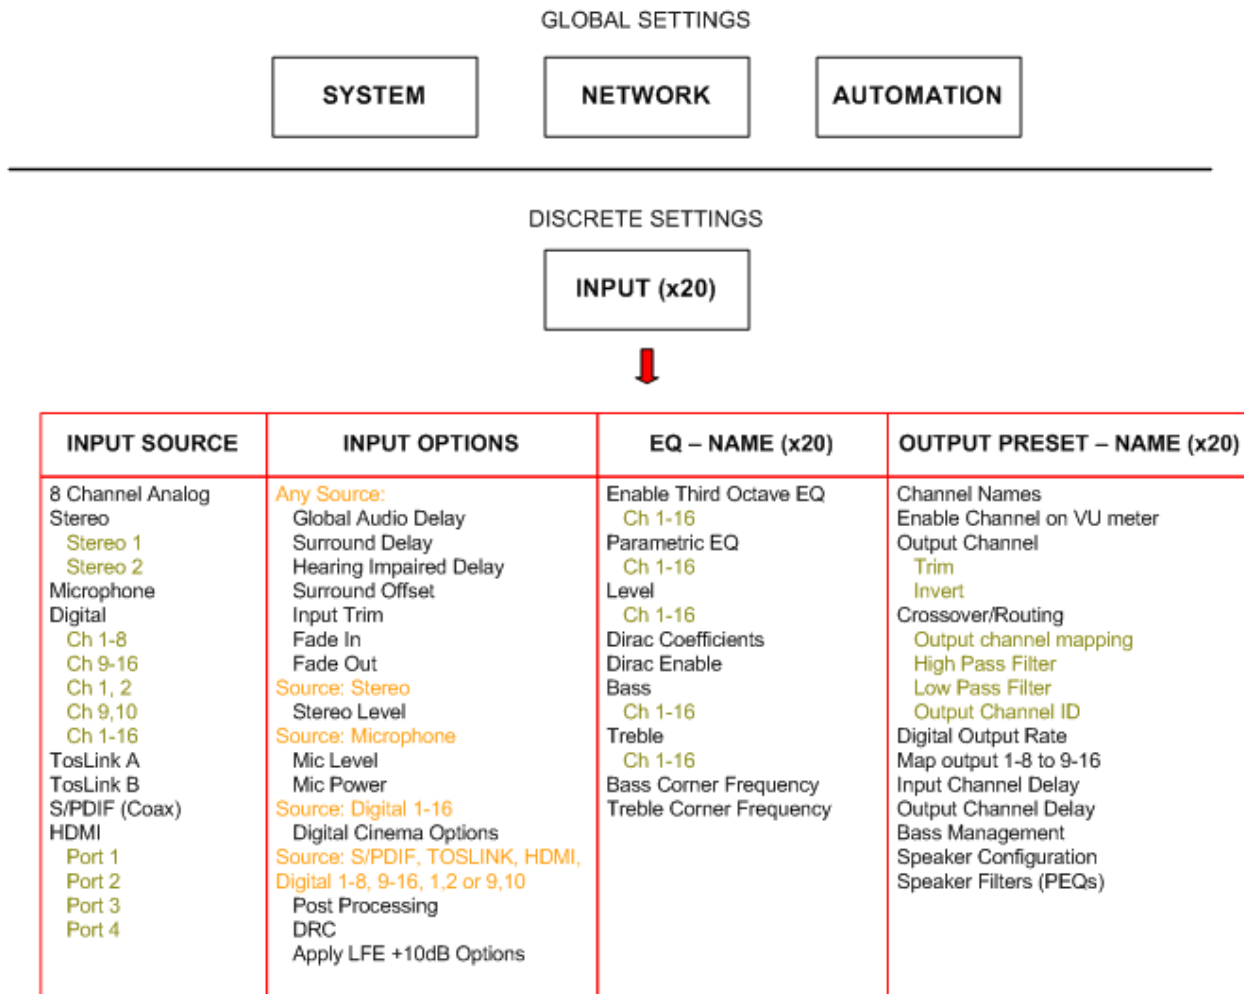 GLOBAL SETTINGS
SYSTEM
NETWORK
AUTOMATION
DISCRETE SETTINGS
INPUT (x20)
INPUT SOURCE
8 Channel Analog
Stereo
Stereo 1
Stereo 2
Microphone
Digital
Ch 1-8
Ch 9-16
Ch 1, 2
Ch 9,10
Ch 1-16
TosLink A
TosLink B
S/PDIF (Coax)
HDMI
Port 1
Port 2
Port 3
Port 4
INPUT OPTIONS
Any Source:
Global Audio Delay
Surround Delay
Hearing Impaired Delay
Surround Offset
Input Trim
Fade In
Fade Out
Source: Stereo
Stereo Level
Source: Microphone
Mic Level
Mic Power
Source: Digital 1-16
Digital Cinema Options
Source: S/PDIF, TOSLINK, HDMI,
Digital 1-8, 9-16, 1,2 or 9,10
Post Processing
DRC
Apply LFE +10dB Options
EQ – NAME (x20)
Enable Third Octave EQ
Ch 1-16
Parametric EQ
Ch 1-16
Level
Ch 1-16
Dirac Coefficients
Dirac Enable
Bass
Ch 1-16
Treble
Ch 1-16
Bass Corner Frequency
Treble Corner Frequency
OUTPUT PRESET – NAME (x20)
Channel Names
Enable Channel on VU meter
Output Channel
Trim
Invert
Crossover/Routing
Output channel mapping
High Pass Filter
Low Pass Filter
Output Channel ID
Digital Output Rate
Map output 1-8 to 9-16
Input Channel Delay
Output Channel Delay
Bass Management
Speaker Configuration
Speaker Filters (PEQs)